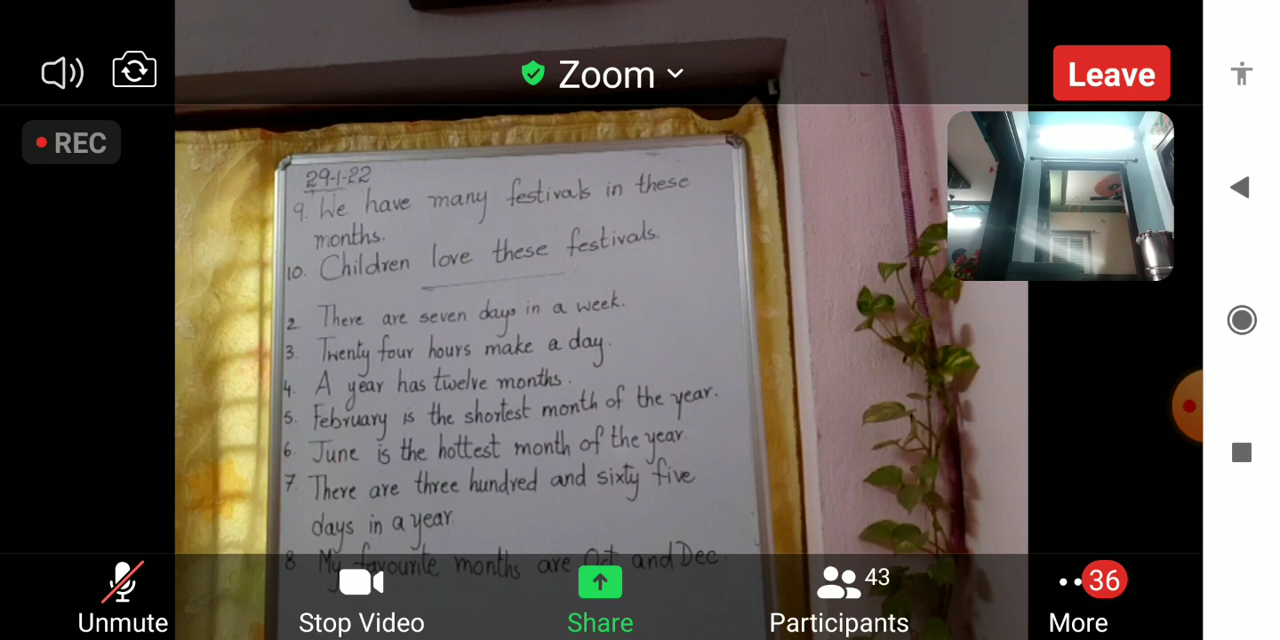 Zoom
Leave
REC
29-1-22
9. We have many festivals in these
months.
10. Children love these festivals.
2. There are seven days in a week.
3. Twenty four hours make a day.
4. A year has twelve months.
5. February is the shortest month of the year.
6. June is the hottest month of the year.
7. There are three hundred and sixty five
days in a year.
8. My favourite months are Oct and Dec.
43
36
Unmute
Stop Video
Share
Participants
More